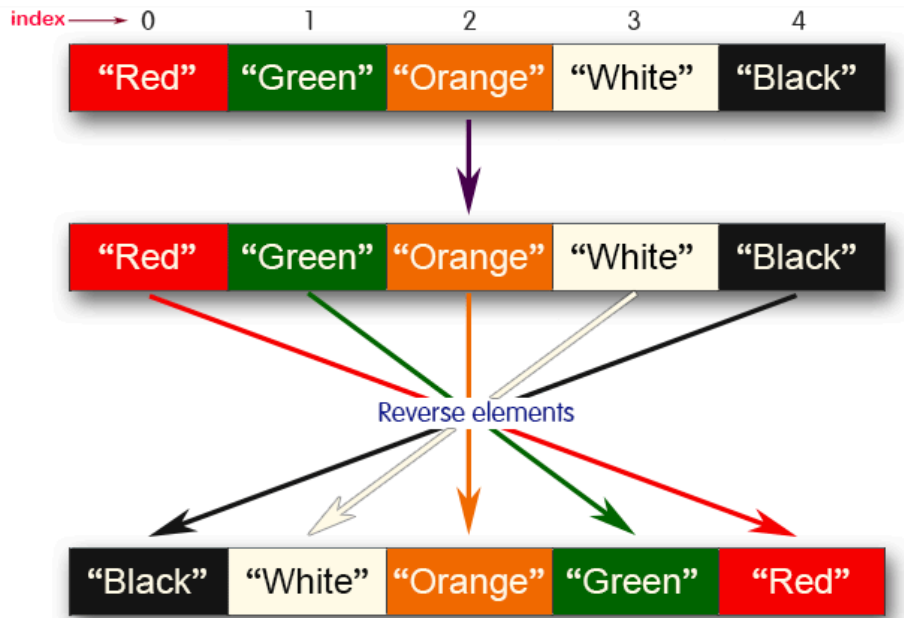 index 0 1 2 3 4
“Red” “Green” “Orange” “White” “Black”
“Red” “Green” “Orange” “White” “Black”
Reverse elements
“Black” “White” “Orange” “Green” “Red”